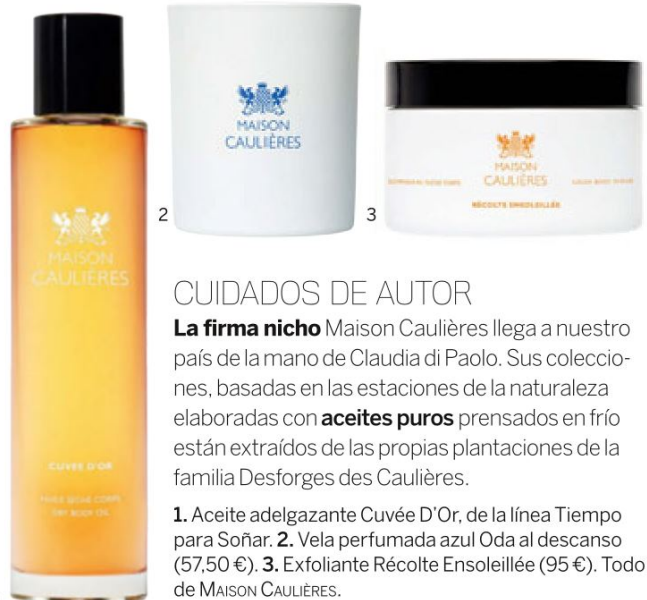 MAISON
CAULIÈRES
CUVÉE D'OR
DRY BODY OIL
2
MAISON
CAULIÈRES
3
MAISON
CAULIÈRES
RÉCOLTE ENSOLEILLÉE
CUIDADOS DE AUTOR
La firma nicho Maison Caulières llega a nuestro
país de la mano de Claudia di Paolo. Sus coleccio-
nes, basadas en las estaciones de la naturaleza
elaboradas con aceites puros prensados en frío
están extraídos de las propias plantaciones de la
familia Desforges des Caulières.
1. Aceite adelgazante Cuvée D'Or, de la línea Tiempo
para Soñar. 2. Vela perfumada azul Oda al descanso
(57,50 €). 3. Exfoliante Récolte Ensoleillée (95 €). Todo
de MAISON CAULIÈRES.